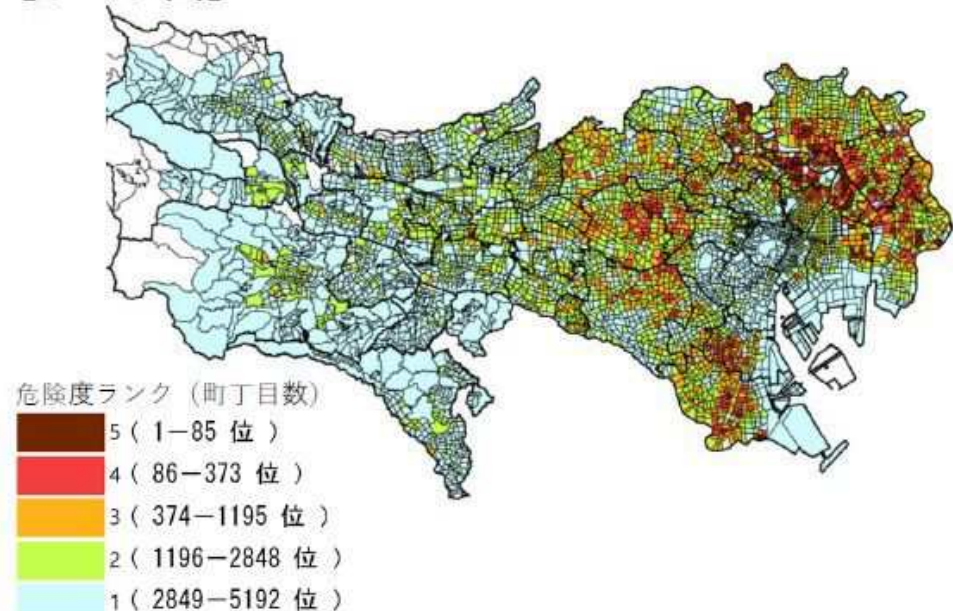 危険度ランク（町丁目数）
5（ 1－85 位 ）
4（ 86－373 位 ）
3（ 374－1195 位 ）
2（ 1196－2848 位 ）
1（ 2849－5192 位 ）